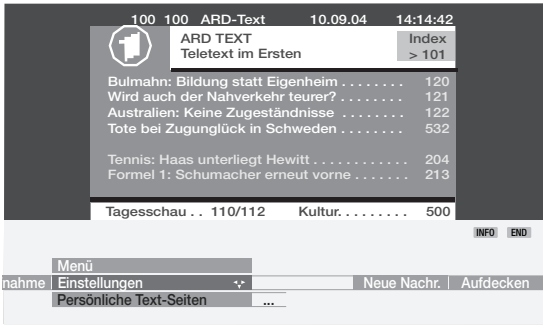 100 100 ARD-Text 10.09.04 14:14:42
ARD TEXT Index
Teletext im Ersten > 101
Bulmahn: Bildung statt Eigenheim . . . . . . . . 120
Wird auch der Nahverkehr teurer? . . . . . . . . 121
Australien: Keine Zugeständnisse . . . . . . . 122
Tote bei Zugunglück in Schweden . . . . . . . . 532
Tennis: Haas unterliegt Hewitt . . . . . . . . . . . . 204
Formel 1: Schumacher erneut vorne . . . . . . . 213
Tagesschau . . 110/112 Kultur. . . . . . . . . 500
INFO END
Menü
nahme Einstellungen Neue Nachr. Aufdecken
Persönliche Text-Seiten ...